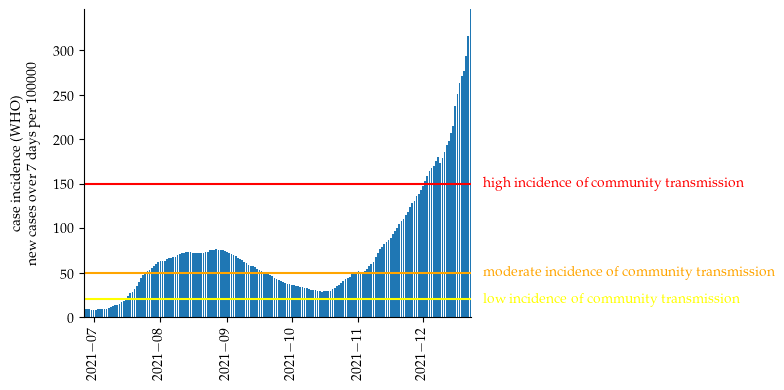 case incidence (WHO)
new cases over 7 days per 100000
300
250
200
150
100
50
0
high incidence of community transmission
moderate incidence of community transmission
low incidence of community transmission
2021−07
2021−08
2021−09
2021−10
2021−11
2021−12